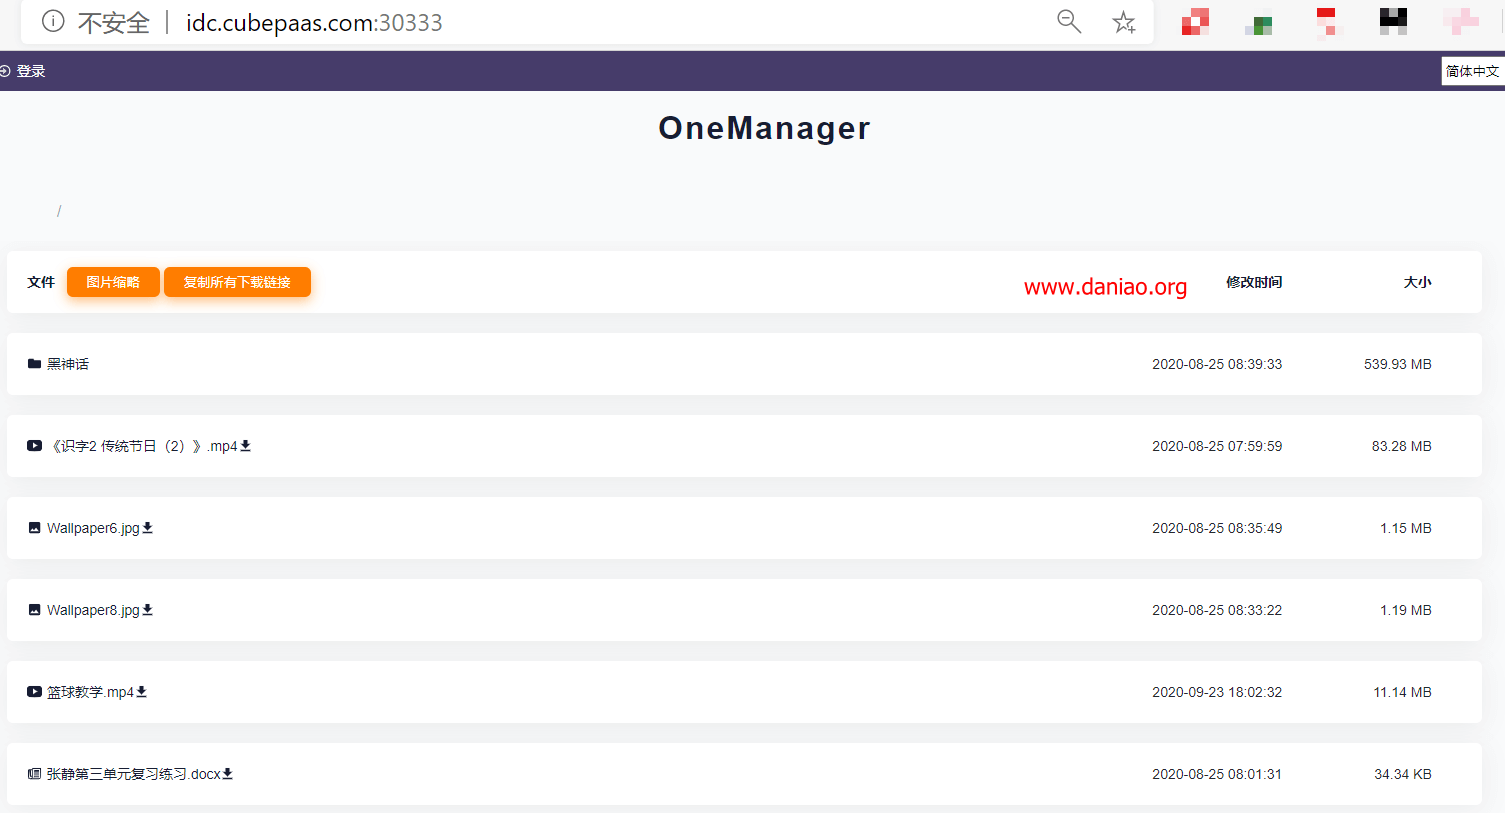 不安全 idc.cubepaas.com:30333
登录 简体中文
OneManager
/
文件 图片缩略 复制所有下载链接 www.daniao.org 修改时间 大小
黑神话 2020-08-25 08:39:33 539.93 MB
《识字2 传统节日（2）》.mp4 2020-08-25 07:59:59 83.28 MB
Wallpaper6.jpg 2020-08-25 08:35:49 1.15 MB
Wallpaper8.jpg 2020-08-25 08:33:22 1.19 MB
篮球教学.mp4 2020-09-23 18:02:32 11.14 MB
张静第三单元复习练习.docx 2020-08-25 08:01:31 34.34 KB